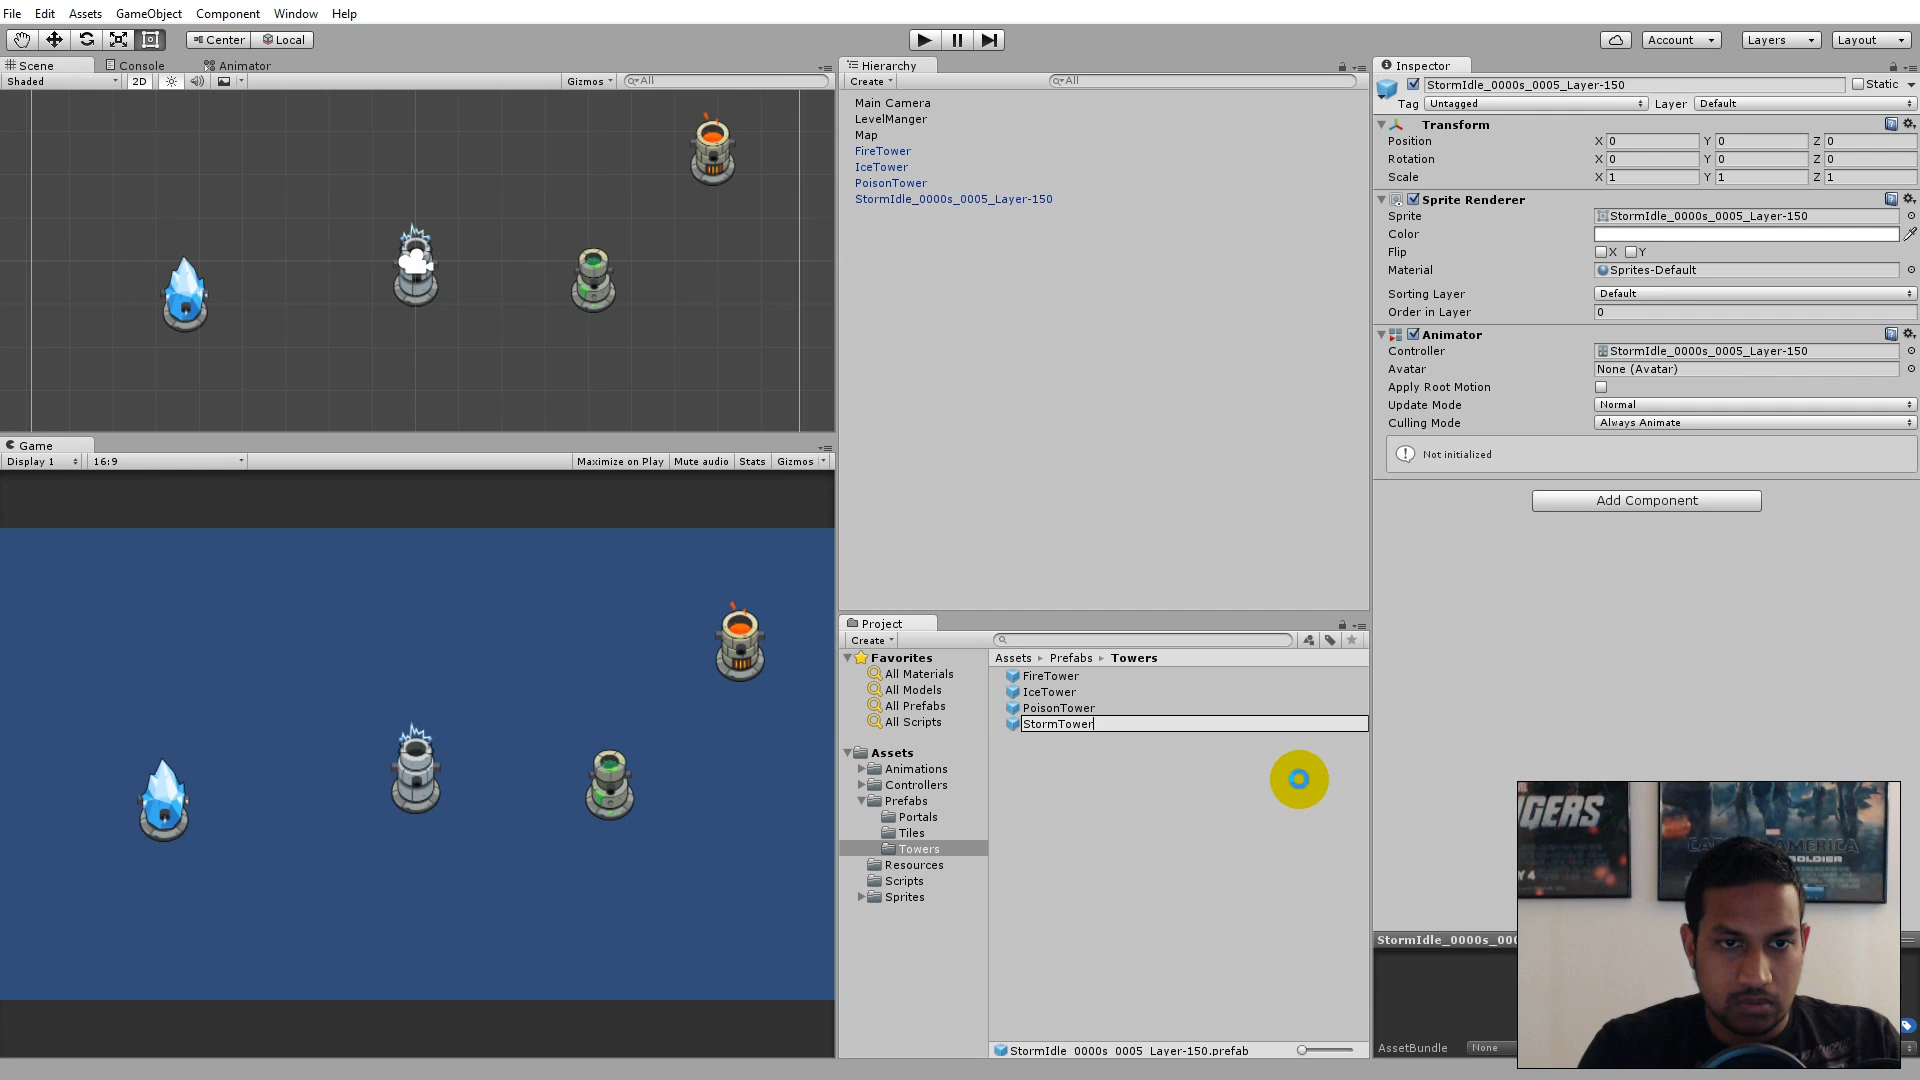 File Edit Assets GameObject Component Window Help
Center Local
Account Layers Layout
Scene Console Animator
Shaded 2D Gizmos All
Game
Display 1 16:9 Maximize on Play Mute audio Stats Gizmos
Hierarchy
Create All
Main Camera
LevelManger
Map
FireTower
IceTower
PoisonTower
StormIdle_0000s_0005_Layer-150
Project
Create
Favorites
All Materials
All Models
All Prefabs
All Scripts
Assets
Animations
Controllers
Prefabs
Portals
Tiles
Towers
Resources
Scripts
Sprites
Assets Prefabs Towers
FireTower
IceTower
PoisonTower
StormTower
StormIdle_0000s_0005_Layer-150.prefab
Inspector
StormIdle_0000s_0005_Layer-150 Static
Tag Untagged Layer Default
Transform
Position X 0 Y 0 Z 0
Rotation X 0 Y 0 Z 0
Scale X 1 Y 1 Z 1
Sprite Renderer
Sprite StormIdle_0000s_0005_Layer-150
Color
Flip X Y
Material Sprites-Default
Sorting Layer Default
Order in Layer 0
Animator
Controller StormIdle_0000s_0005_Layer-150
Avatar None (Avatar)
Apply Root Motion
Update Mode Normal
Culling Mode Always Animate
Not initialized
Add Component
StormIdle_0000s_000
AssetBundle None
NGERS
CAPTAIN AMERICA
SOLDIER